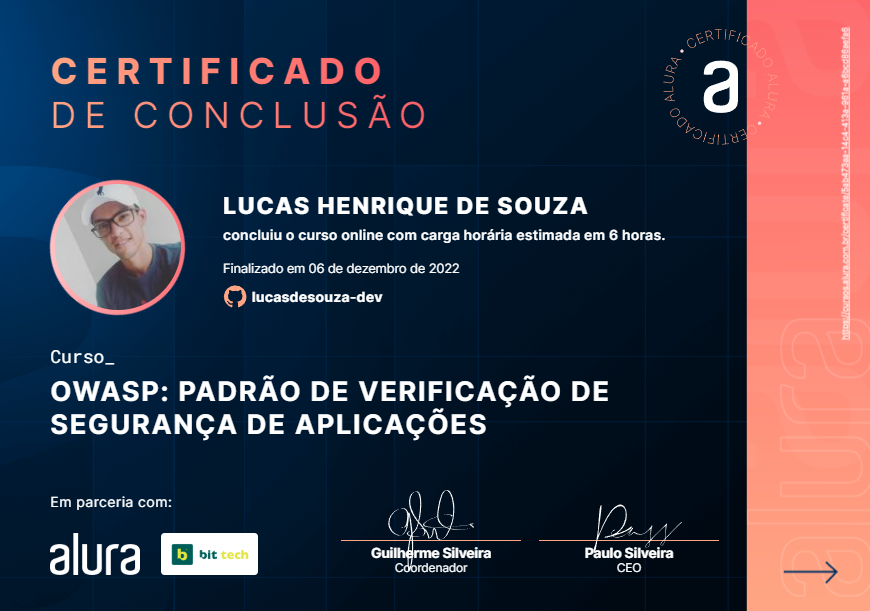 CERTIFICADO
DE CONCLUSÃO
• CERTIFICADO ALURA • CERTIFICADO ALURA
a
LUCAS HENRIQUE DE SOUZA
concluiu o curso online com carga horária estimada em 6 horas.
Finalizado em 06 de dezembro de 2022
lucasdesouza-dev
Curso_
OWASP: PADRÃO DE VERIFICAÇÃO DE
SEGURANÇA DE APLICAÇÕES
Em parceria com:
alura
b bit tech
Guilherme Silveira
Coordenador
Paulo Silveira
CEO
alura